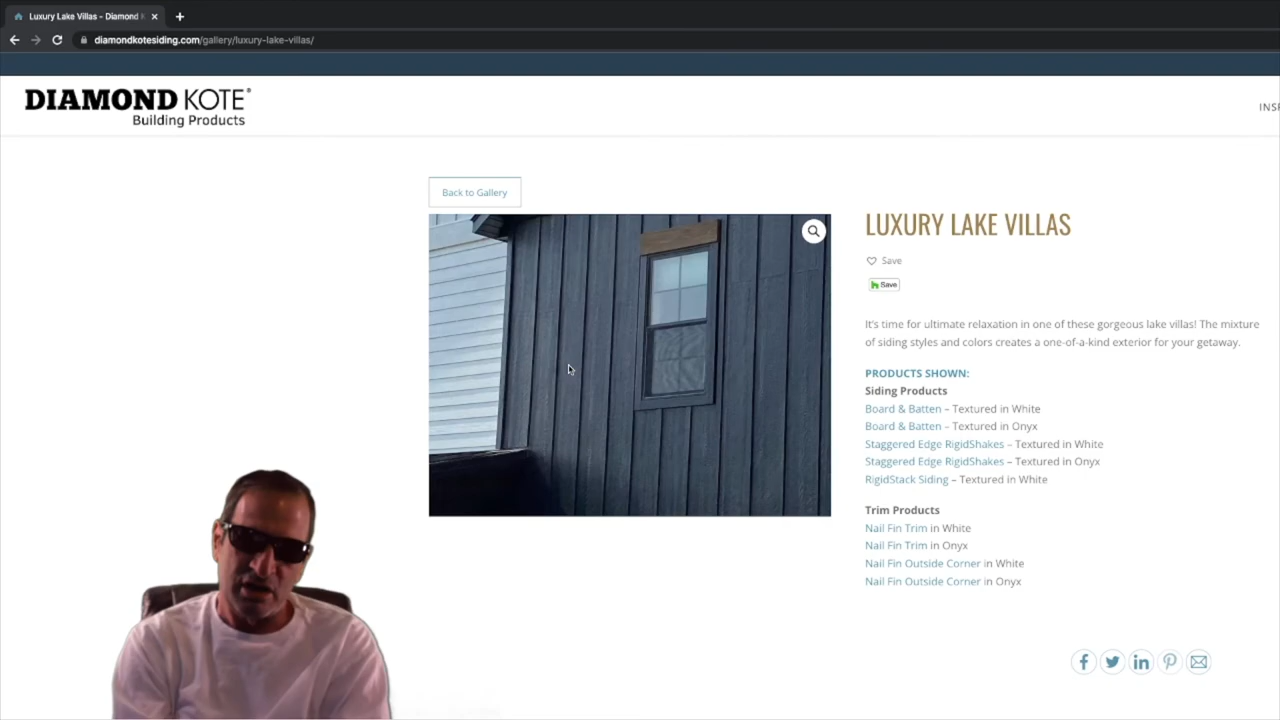 Luxury Lake Villas – Diamond
diamondkotesiding.com/gallery/luxury-lake-villas/
DIAMOND KOTE®
Building Products
Back to Gallery
LUXURY LAKE VILLAS
Save
Save
It's time for ultimate relaxation in one of these gorgeous lake villas! The mixture
of siding styles and colors creates a one-of-a-kind exterior for your getaway.
PRODUCTS SHOWN:
Siding Products
Board & Batten – Textured in White
Board & Batten – Textured in Onyx
Staggered Edge RigidShakes – Textured in White
Staggered Edge RigidShakes – Textured in Onyx
RigidStack Siding – Textured in White
Trim Products
Nail Fin Trim in White
Nail Fin Trim in Onyx
Nail Fin Outside Corner in White
Nail Fin Outside Corner in Onyx